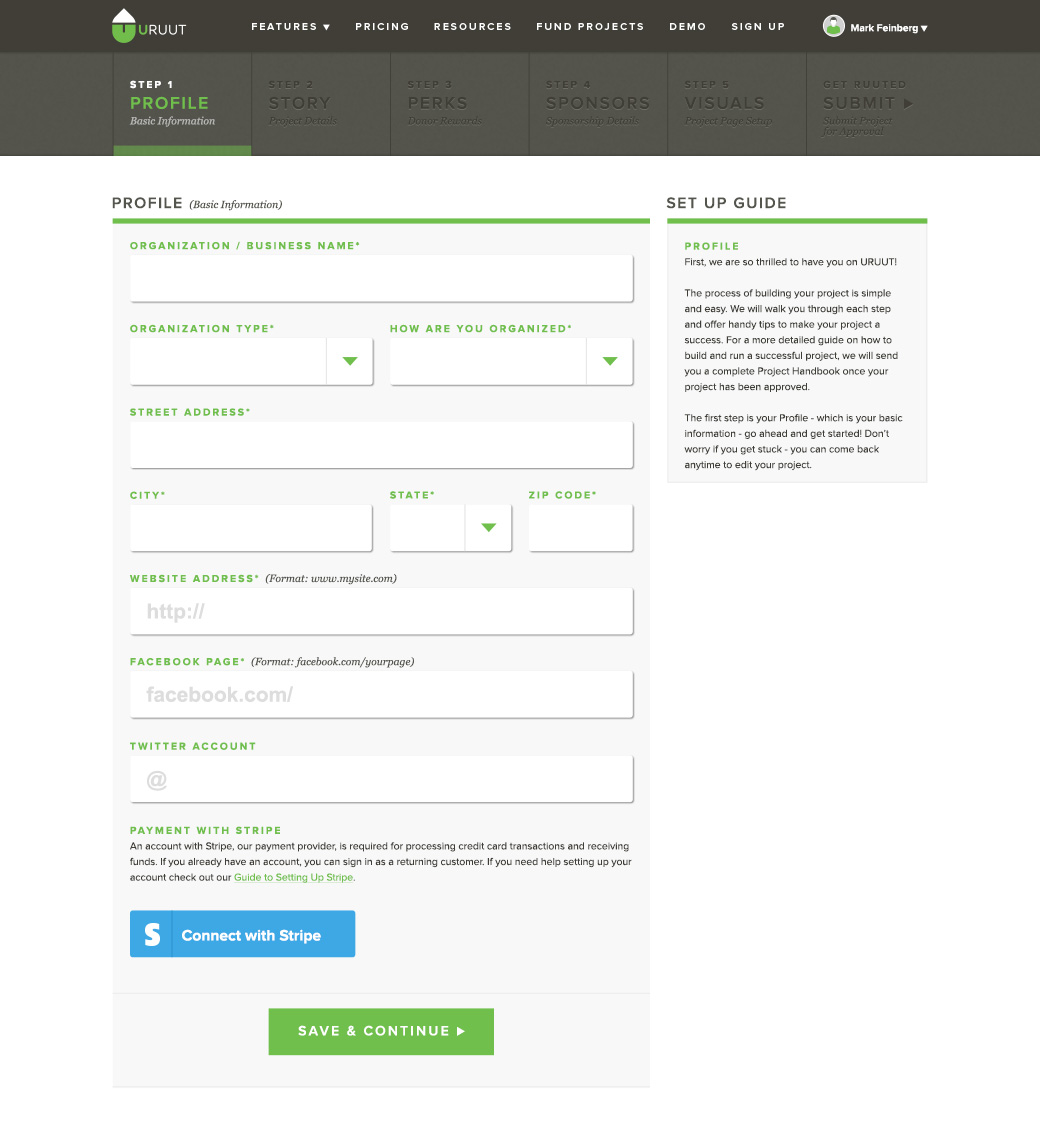 URUUT
FEATURES ▼ PRICING RESOURCES FUND PROJECTS DEMO SIGN UP Mark Feinberg ▼
STEP 1
PROFILE
Basic Information
STEP 2
STORY
Project Details
STEP 3
PERKS
Donor Rewards
STEP 4
SPONSORS
Sponsorship Details
STEP 5
VISUALS
Project Page Setup
GET RUUTED
SUBMIT ▶
Submit Project
for Approval
PROFILE (Basic Information)
ORGANIZATION / BUSINESS NAME*
ORGANIZATION TYPE* HOW ARE YOU ORGANIZED*
STREET ADDRESS*
CITY* STATE* ZIP CODE*
WEBSITE ADDRESS* (Format: www.mysite.com)
http://
FACEBOOK PAGE* (Format: facebook.com/yourpage)
facebook.com/
TWITTER ACCOUNT
@
PAYMENT WITH STRIPE
An account with Stripe, our payment provider, is required for processing credit card transactions and receiving
funds. If you already have an account, you can sign in as a returning customer. If you need help setting up your
account check out our Guide to Setting Up Stripe.
S Connect with Stripe
SAVE & CONTINUE ▶
SET UP GUIDE
PROFILE
First, we are so thrilled to have you on URUUT!
The process of building your project is simple
and easy. We will walk you through each step
and offer handy tips to make your project a
success. For a more detailed guide on how to
build and run a successful project, we will send
you a complete Project Handbook once your
project has been approved.
The first step is your Profile - which is your basic
information - go ahead and get started! Don't
worry if you get stuck - you can come back
anytime to edit your project.